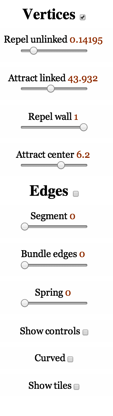 Vertices
Repel unlinked 0.14195
Attract linked 43.932
Repel wall 1
Attract center 6.2
Edges
Segment 0
Bundle edges 0
Spring 0
Show controls
Curved
Show tiles